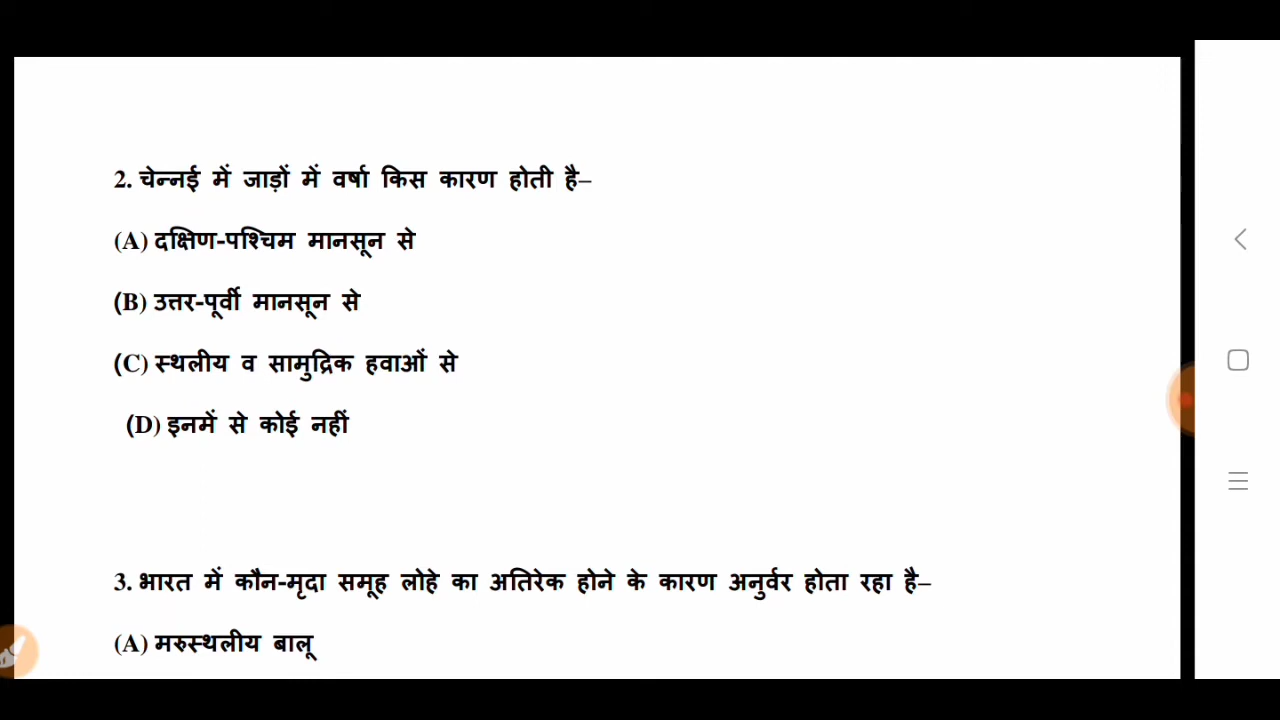 2. चेन्नई में जाड़ों में वर्षा किस कारण होती है–
(A) दक्षिण-पश्चिम मानसून से
(B) उत्तर-पूर्वी मानसून से
(C) स्थलीय व सामुद्रिक हवाओं से
(D) इनमें से कोई नहीं
3. भारत में कौन-मृदा समूह लोहे का अतिरेक होने के कारण अनुर्वर होता रहा है–
(A) मरुस्थलीय बालू